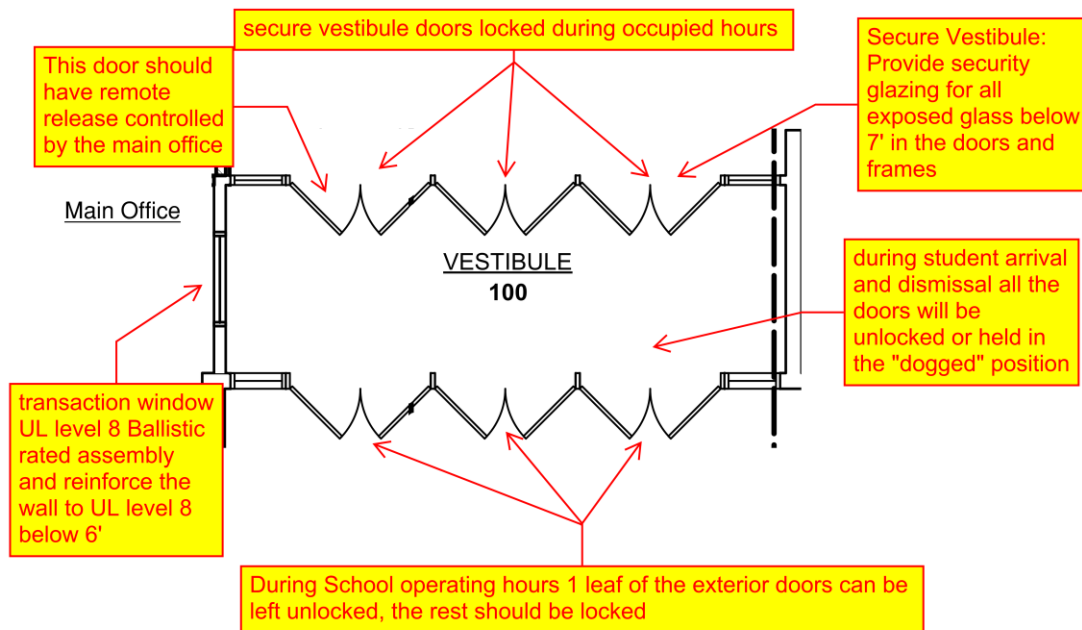 secure vestibule doors locked during occupied hours
This door should
have remote
release controlled
by the main office
Secure Vestibule:
Provide security
glazing for all
exposed glass below
7' in the doors and
frames
Main Office
VESTIBULE
100
during student arrival
and dismissal all the
doors will be
unlocked or held in
the "dogged" position
transaction window
UL level 8 Ballistic
rated assembly
and reinforce the
wall to UL level 8
below 6'
During School operating hours 1 leaf of the exterior doors can be
left unlocked, the rest should be locked